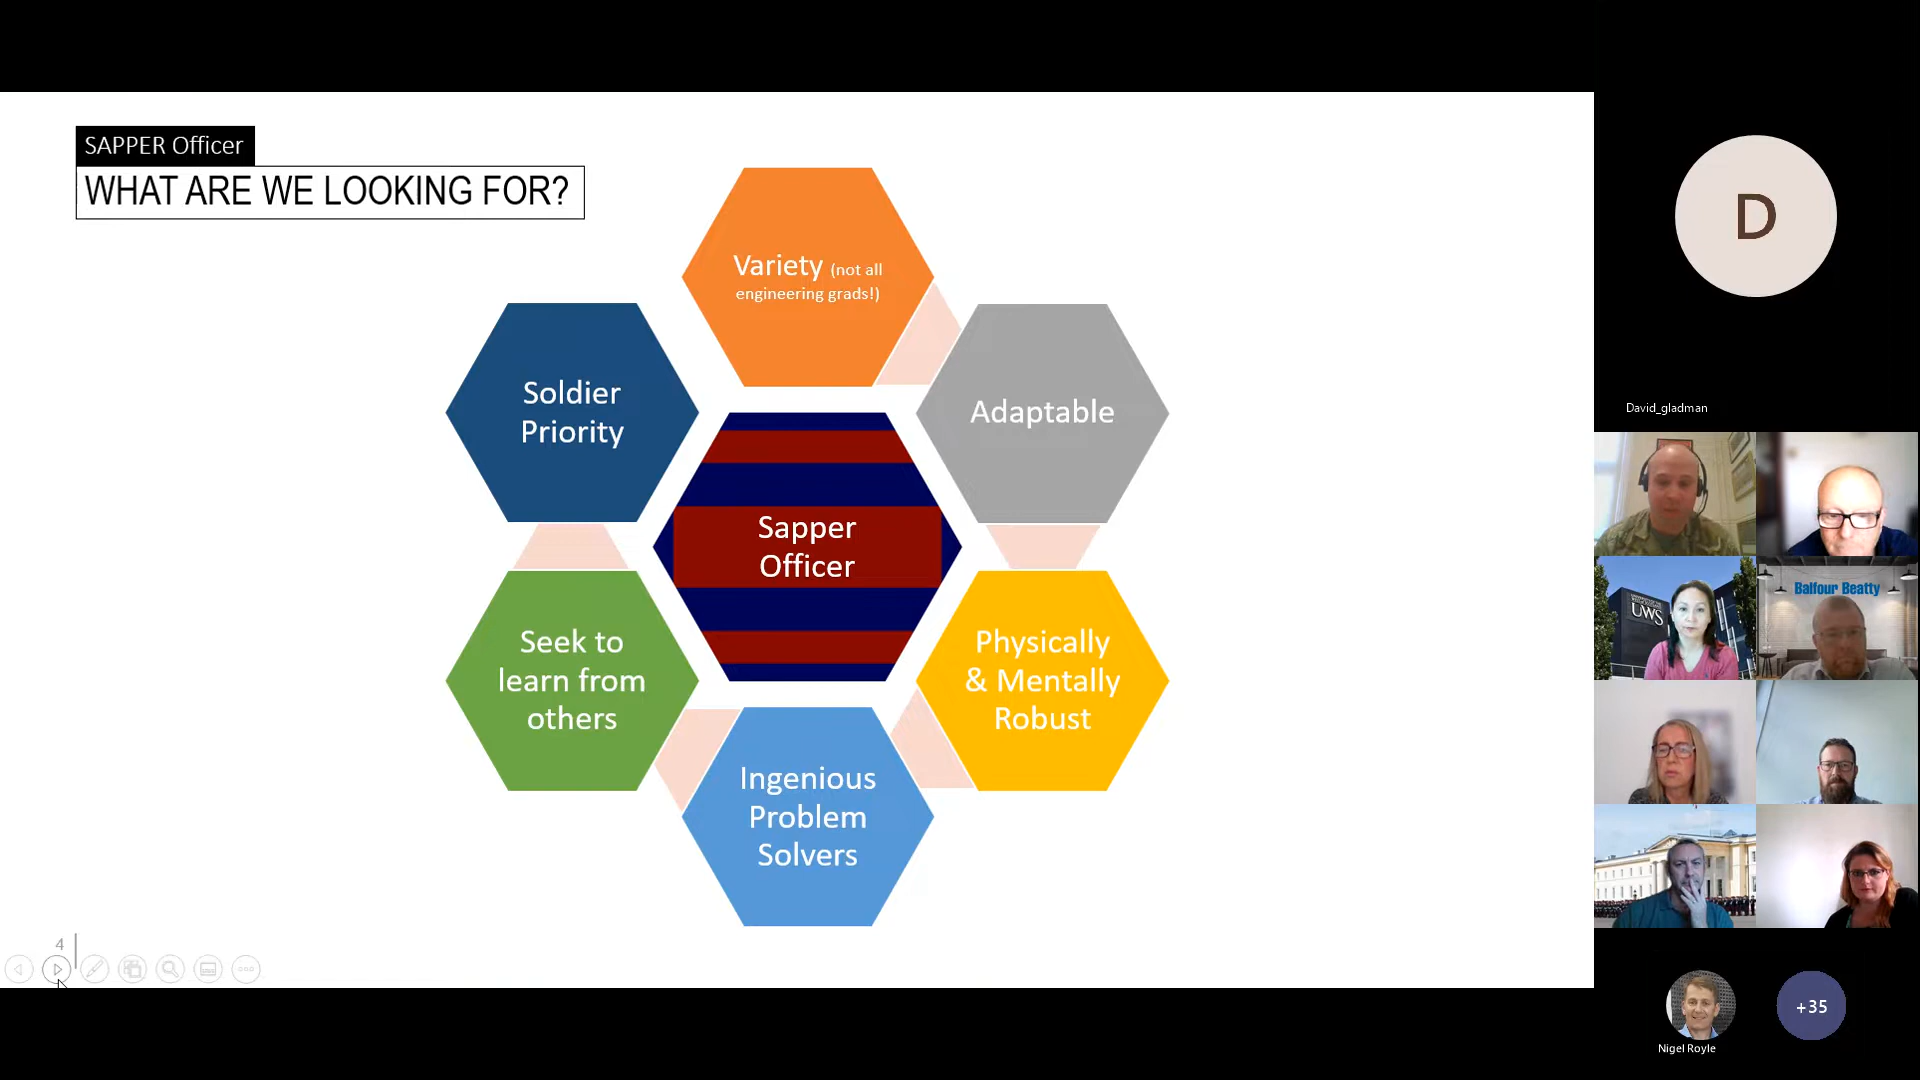 SAPPER Officer
WHAT ARE WE LOOKING FOR?
Variety (not all
engineering grads!)
Soldier
Priority
Adaptable
Sapper
Officer
Seek to
learn from
others
Physically
& Mentally
Robust
Ingenious
Problem
Solvers
4
D
David_gladman
UWS
Balfour Beatty
Nigel Royle
+35